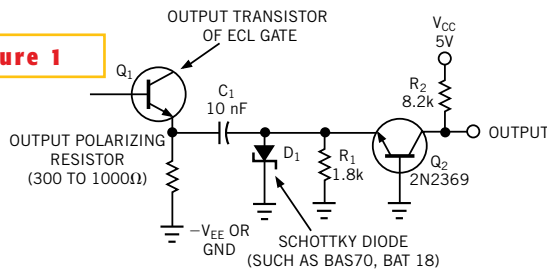 OUTPUT TRANSISTOR
OF ECL GATE
ure 1
Q1
C1
10 nF
VCC
5V
R2
8.2k
OUTPUT
OUTPUT POLARIZING
RESISTOR
(300 TO 1000Ω)
D1
R1
1.8k
Q2
2N2369
–VEE OR
GND
SCHOTTKY DIODE
(SUCH AS BAS70, BAT 18)